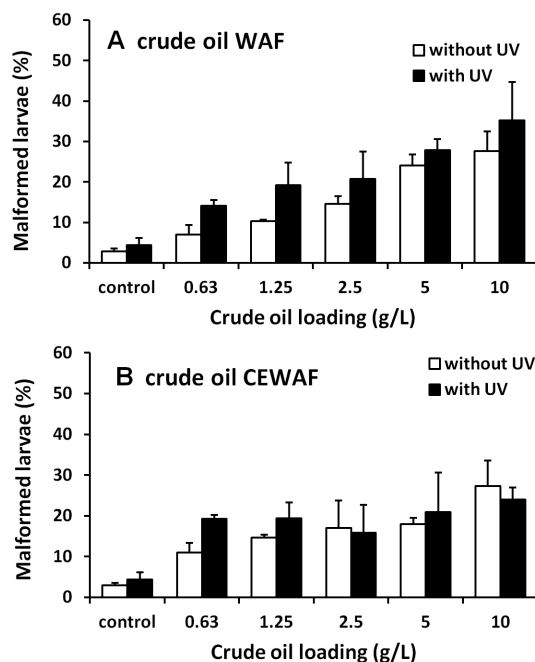 A crude oil WAF
without UV
with UV
Malformed larvae (%)
60
50
40
30
20
10
0
control 0.63 1.25 2.5 5 10
Crude oil loading (g/L)
B crude oil CEWAF
without UV
with UV
Malformed larvae (%)
60
50
40
30
20
10
0
control 0.63 1.25 2.5 5 10
Crude oil loading (g/L)